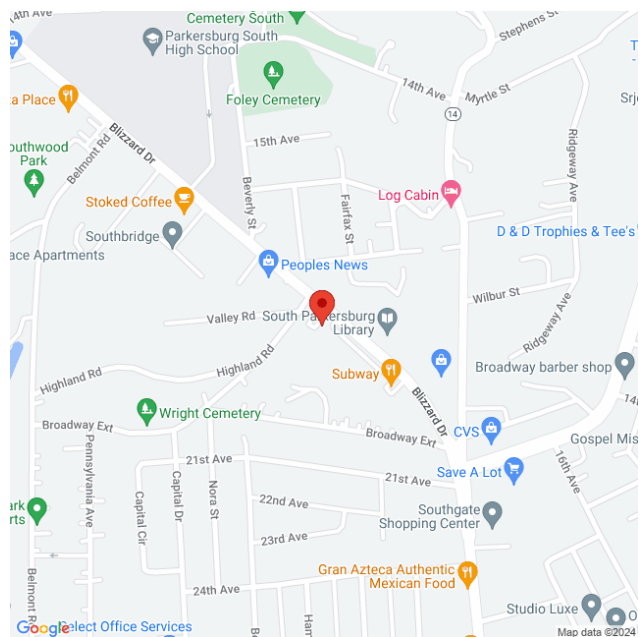 14th Ave
Cemetery South
Stephens St
Parkersburg South
High School
14th Ave
Myrtle St
14
Foley Cemetery
15th Ave
Blizzard Dr
Belmont Rd
Park
Ridgeway Ave
Stoked Coffee
Beverly St
Fairfax St
Log Cabin
Southbridge
D & D Trophies & Tee's
Apartments
Peoples News
Wilbur St
Valley Rd
South Parkersburg
Library
Ridgeway Ave
Highland Rd
Highland Rd
Subway
Broadway barber shop
Blizzard Dr
Wright Cemetery
Broadway Ext
Broadway Ext
CVS
Gospel Mis
21st Ave
21st Ave
Save A Lot
16th Ave
Pennsylvania Ave
Capital Cir
Capital Dr
Nora St
22nd Ave
Southgate
Shopping Center
23rd Ave
Gran Azteca Authentic
Mexican Food
24th Ave
Belmont Rd
Ham
Studio Luxe
Google
Select Office Services
Map data ©2024